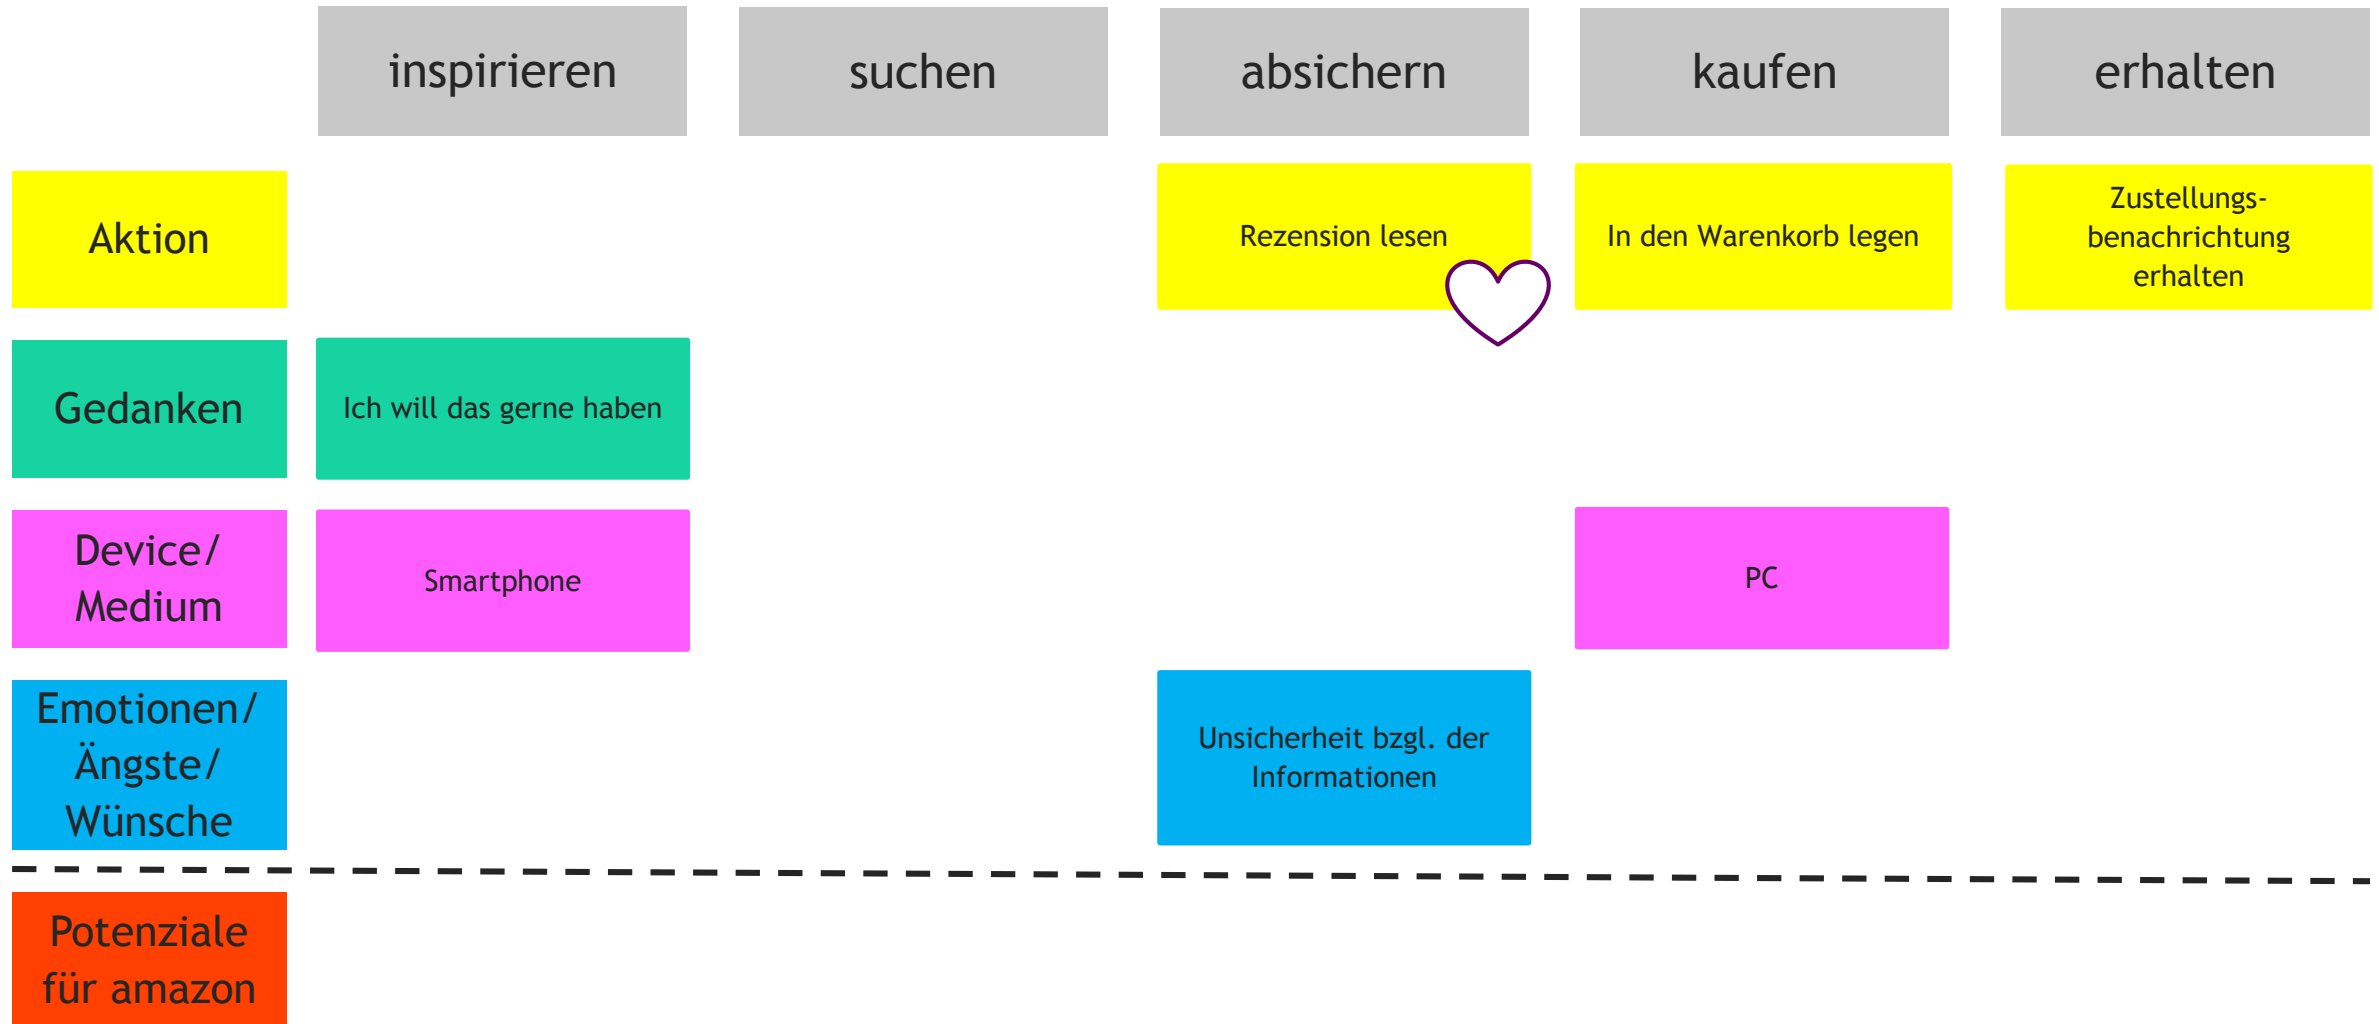 inspirieren
suchen
absichern
kaufen
erhalten
Aktion
Rezension lesen
In den Warenkorb legen
Zustellungs-
benachrichtung
erhalten
Gedanken
Ich will das gerne haben
Device/
Medium
Smartphone
PC
Emotionen/
Ängste/
Wünsche
Unsicherheit bzgl. der
Informationen
Potenziale
für amazon